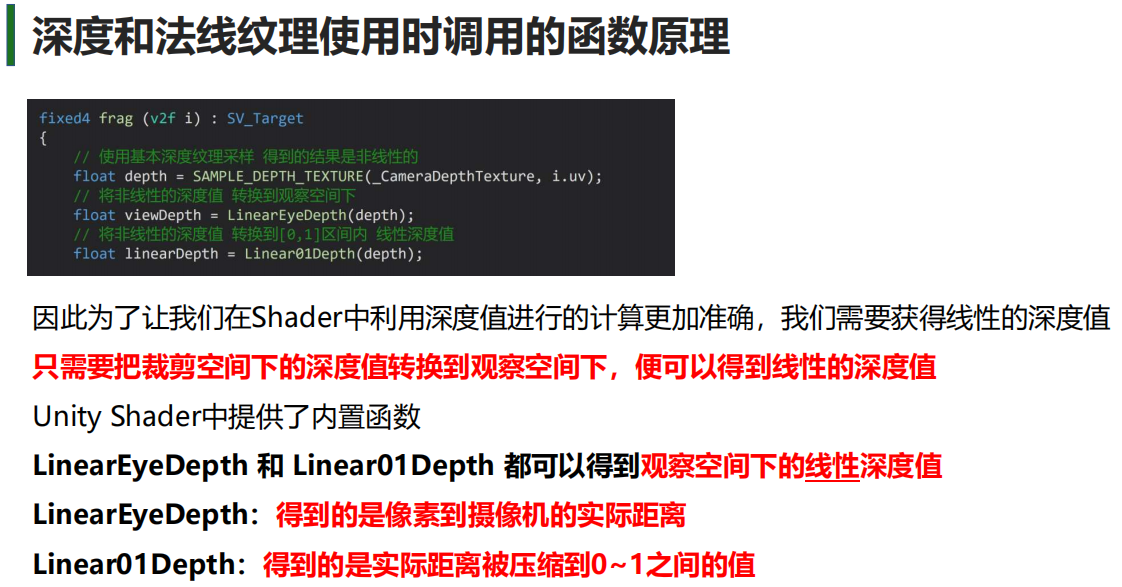 深度和法线纹理使用时调用的函数原理
fixed4 frag (v2f i) : SV_Target
{
// 使用基本深度纹理采样 得到的结果是非线性的
float depth = SAMPLE_DEPTH_TEXTURE(_CameraDepthTexture, i.uv);
// 将非线性的深度值 转换到观察空间下
float viewDepth = LinearEyeDepth(depth);
// 将非线性的深度值 转换到[0,1]区间内 线性深度值
float linearDepth = Linear01Depth(depth);
因此为了让我们在Shader中利用深度值进行的计算更加准确，我们需要获得线性的深度值
只需要把裁剪空间下的深度值转换到观察空间下，便可以得到线性的深度值
Unity Shader中提供了内置函数
LinearEyeDepth 和 Linear01Depth 都可以得到观察空间下的线性深度值
LinearEyeDepth：得到的是像素到摄像机的实际距离
Linear01Depth：得到的是实际距离被压缩到0~1之间的值